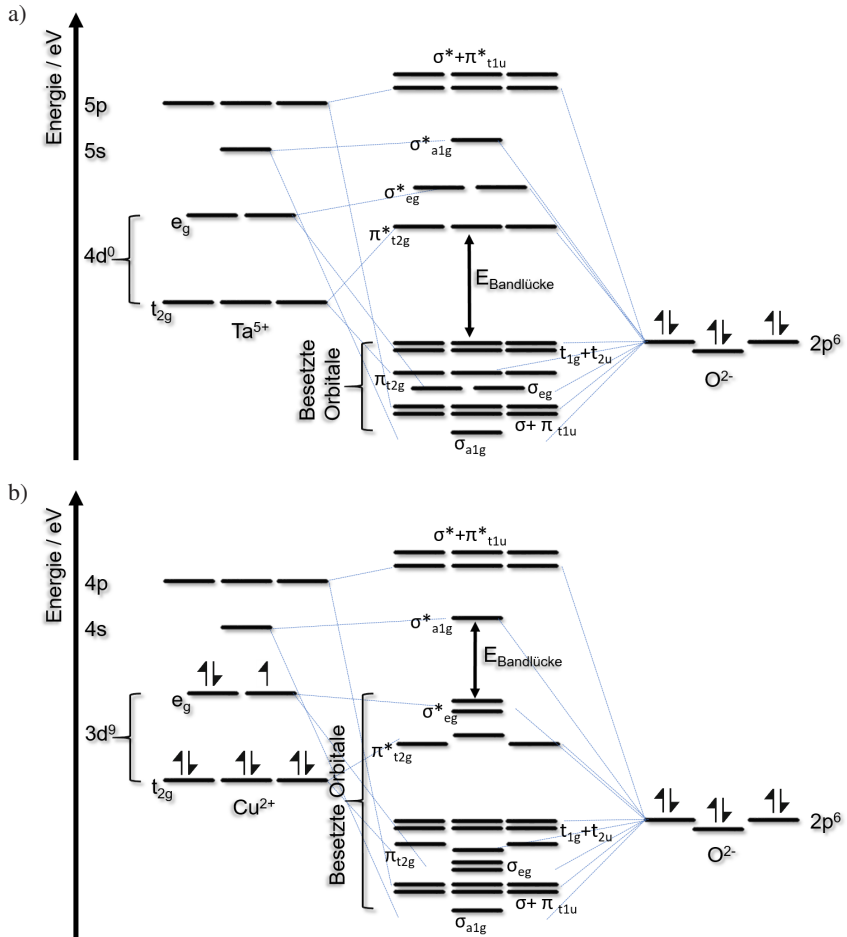 a)
Energie / eV
σ*+π*t1u
5p
5s
σ*a1g
σ*eg
eg
π*t2g
4d0
EBandlücke
t2g
Ta5+
Besetzte
Orbitale
t1g+t2u
2p6
O2-
πt2g
σeg
σ+ π t1u
σa1g
b)
Energie / eV
σ*+π*t1u
4p
4s
σ*a1g
EBandlücke
eg
σ*eg
3d9
π*t2g
t2g
Cu2+
Besetzte Orbitale
t1g+t2u
2p6
O2-
πt2g
σeg
σ+ π t1u
σa1g